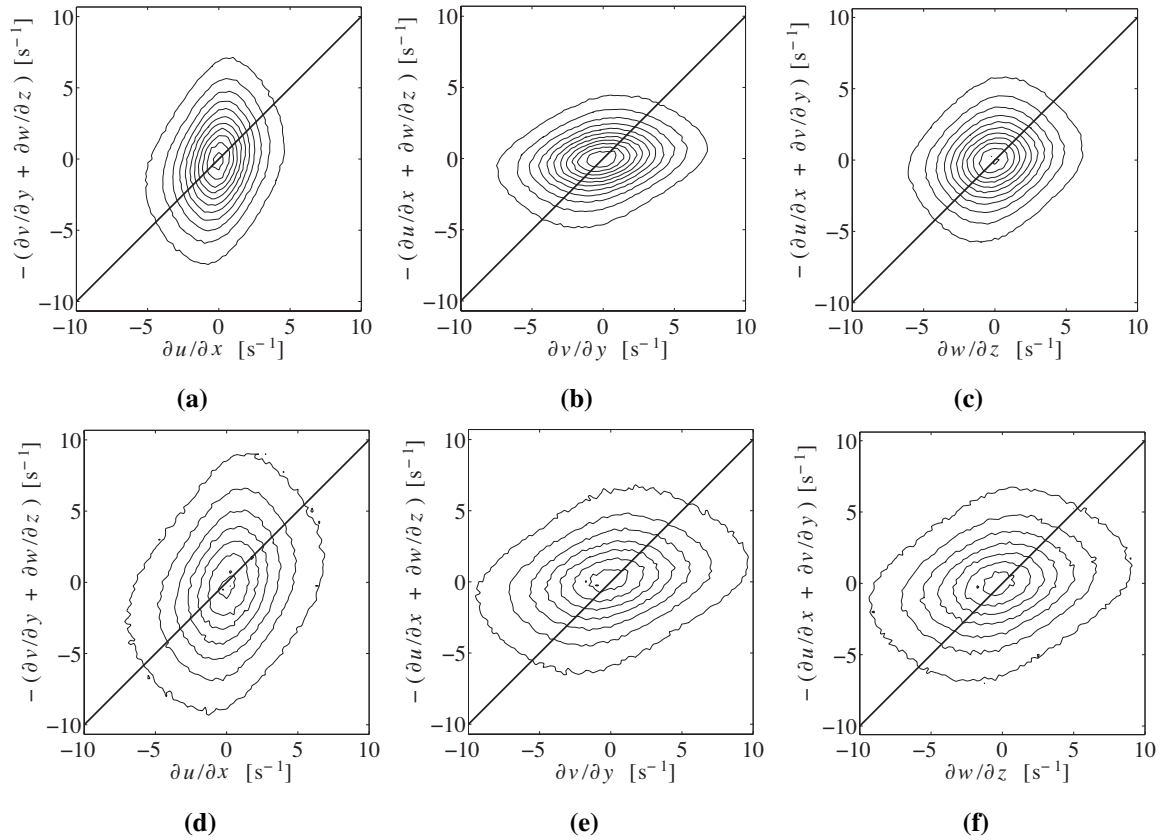 − ( ∂v/∂y + ∂w/∂z ) [s⁻¹]
10
5
0
−5
−10
−10 −5 0 5 10
∂u/∂x [s⁻¹]
(a)
− ( ∂u/∂x + ∂w/∂z ) [s⁻¹]
10
5
0
−5
−10
−10 −5 0 5 10
∂v/∂y [s⁻¹]
(b)
− ( ∂u/∂x + ∂v/∂y ) [s⁻¹]
10
5
0
−5
−10
−10 −5 0 5 10
∂w/∂z [s⁻¹]
(c)
− ( ∂v/∂y + ∂w/∂z ) [s⁻¹]
10
5
0
−5
−10
−10 −5 0 5 10
∂u/∂x [s⁻¹]
(d)
− ( ∂u/∂x + ∂w/∂z ) [s⁻¹]
10
5
0
−5
−10
−10 −5 0 5 10
∂v/∂y [s⁻¹]
(e)
− ( ∂u/∂x + ∂v/∂y ) [s⁻¹]
10
5
0
−5
−10
−10 −5 0 5 10
∂w/∂z [s⁻¹]
(f)